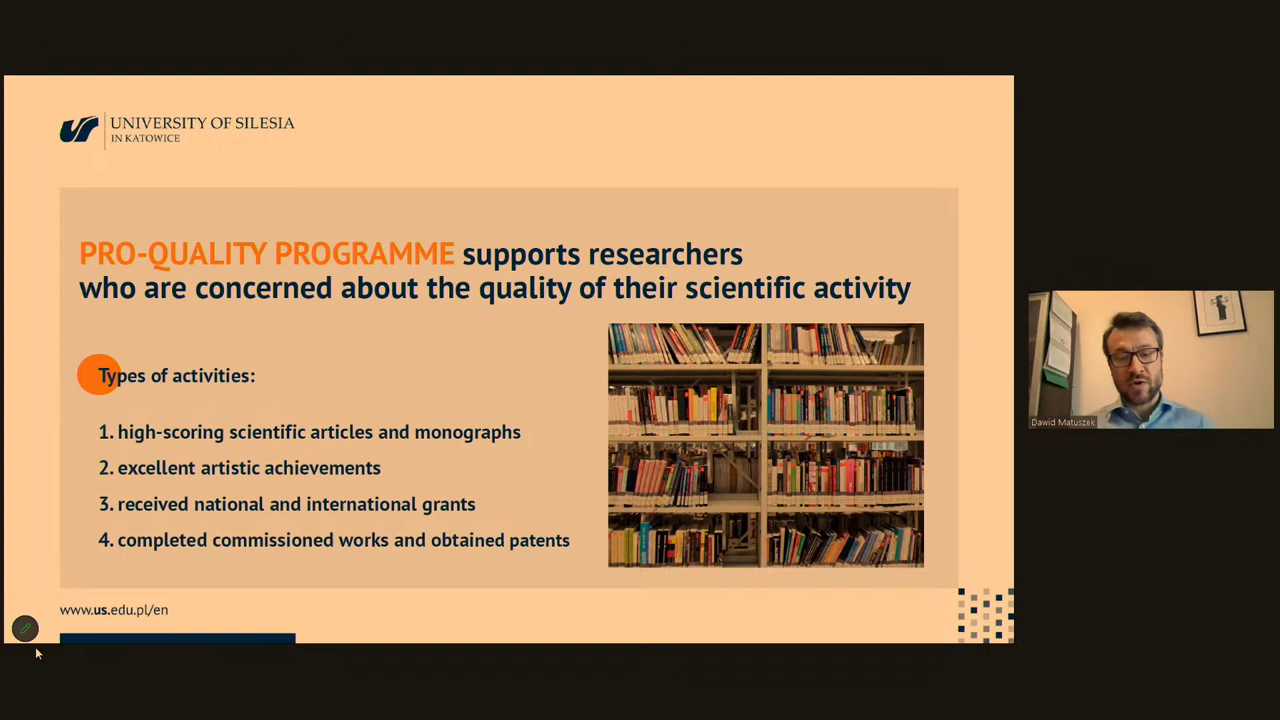 UNIVERSITY OF SILESIA
IN KATOWICE
PRO-QUALITY PROGRAMME supports researchers
who are concerned about the quality of their scientific activity
Types of activities:
1. high-scoring scientific articles and monographs
2. excellent artistic achievements
3. received national and international grants
4. completed commissioned works and obtained patents
www.us.edu.pl/en
Dawid Matuszek